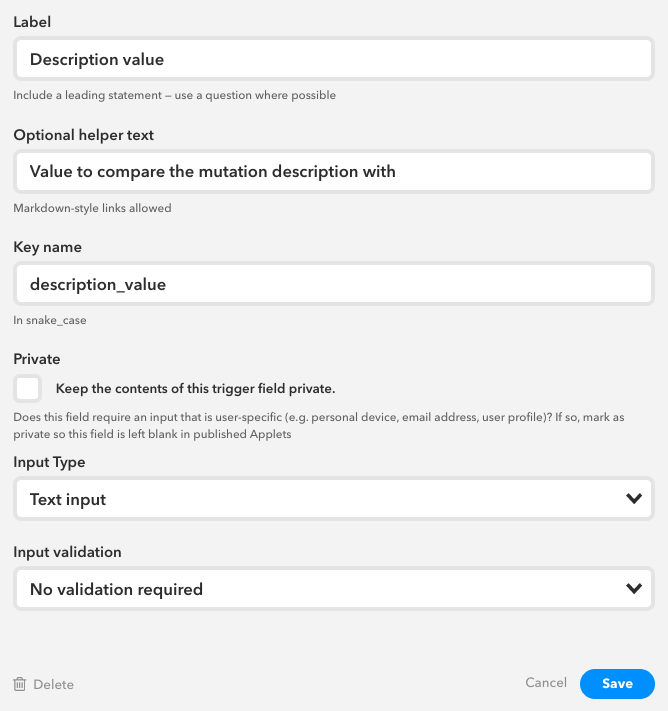 Label
Description value
Include a leading statement – use a question where possible
Optional helper text
Value to compare the mutation description with
Markdown-style links allowed
Key name
description_value
In snake_case
Private
Keep the contents of this trigger field private.
Does this field require an input that is user-specific (e.g. personal device, email address, user profile)? If so, mark as
private so this field is left blank in published Applets
Input Type
Text input
Input validation
No validation required
Delete
Cancel
Save